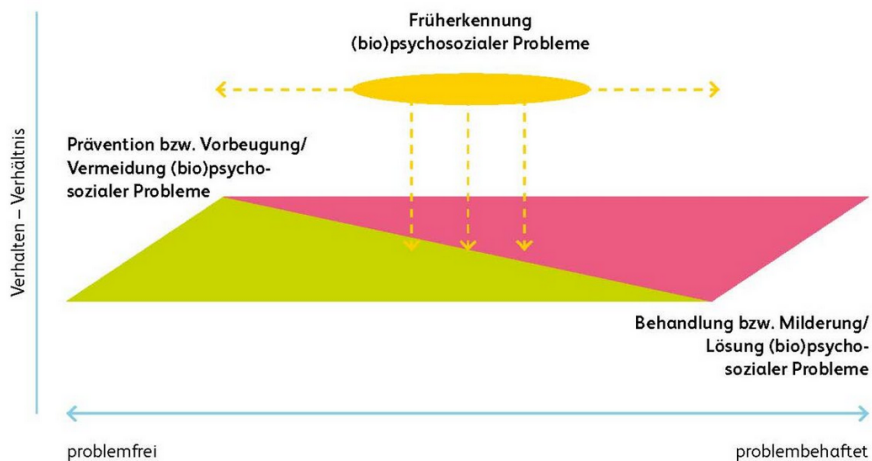 Früherkennung
(bio)psychosozialer Probleme
Prävention bzw. Vorbeugung/
Vermeidung (bio)psycho-
sozialer Probleme
Verhalten – Verhältnis
Behandlung bzw. Milderung/
Lösung (bio)psycho-
sozialer Probleme
problemfrei
problembehaftet